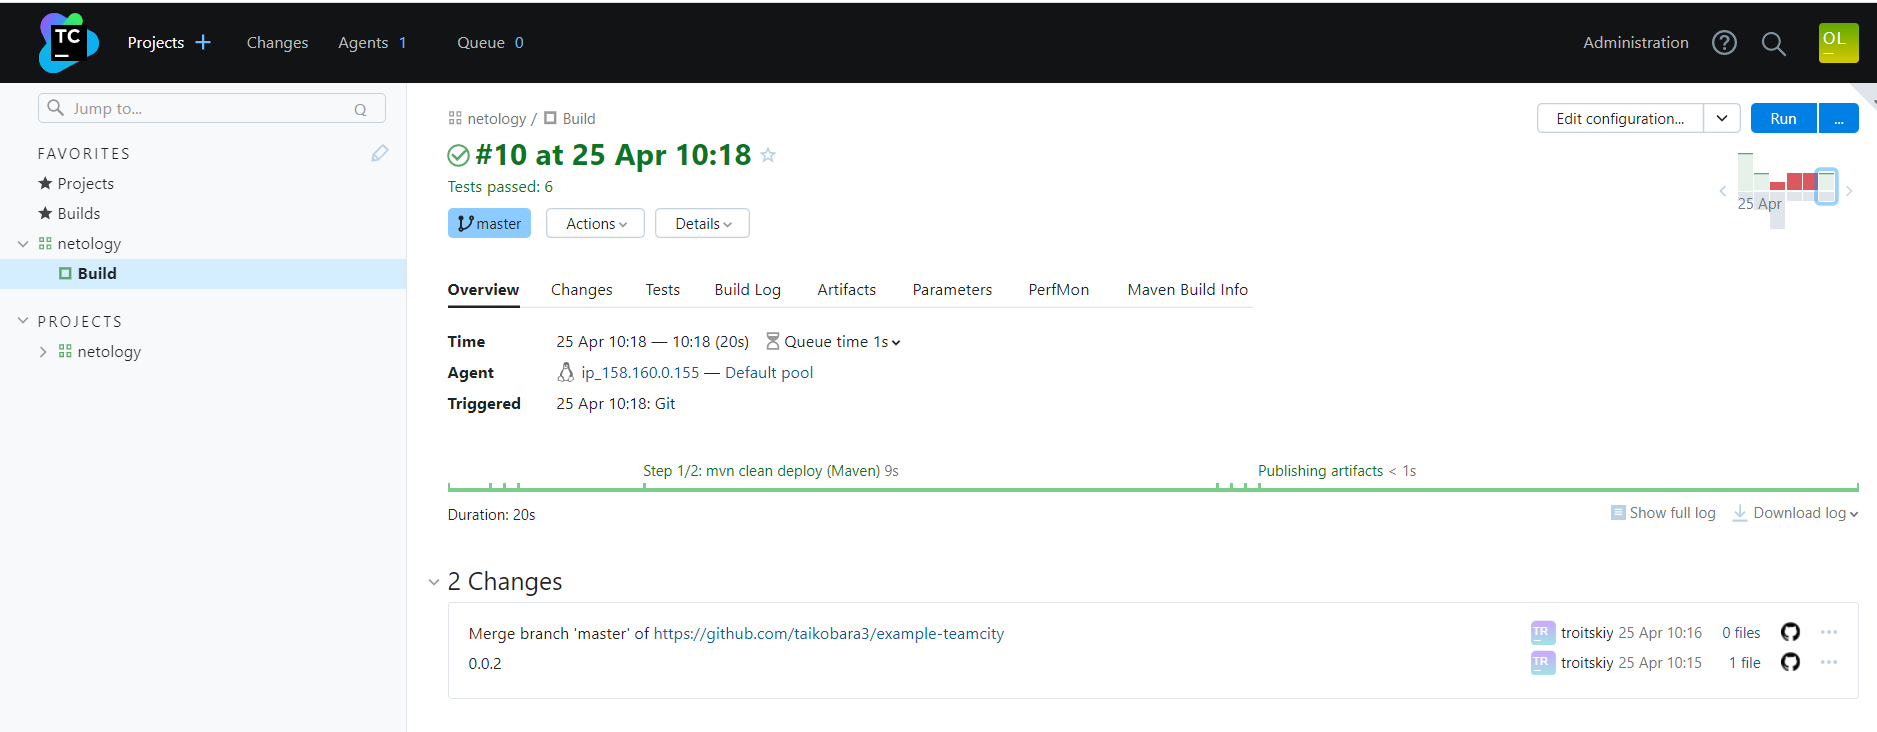 TC
Projects
Changes
Agents 1
Queue 0
Administration
OL
Jump to...
Q
FAVORITES
Projects
Builds
netology
Build
PROJECTS
netology
netology / Build
Edit configuration...
Run
...
#10 at 25 Apr 10:18
Tests passed: 6
25 Apr
master
Actions
Details
Overview
Changes
Tests
Build Log
Artifacts
Parameters
PerfMon
Maven Build Info
Time 25 Apr 10:18 — 10:18 (20s) Queue time 1s
Agent ip_158.160.0.155 — Default pool
Triggered 25 Apr 10:18: Git
Step 1/2: mvn clean deploy (Maven) 9s
Publishing artifacts < 1s
Duration: 20s
Show full log
Download log
2 Changes
Merge branch 'master' of https://github.com/taikobara3/example-teamcity
TR troitskiy 25 Apr 10:16 0 files
0.0.2
TR troitskiy 25 Apr 10:15 1 file